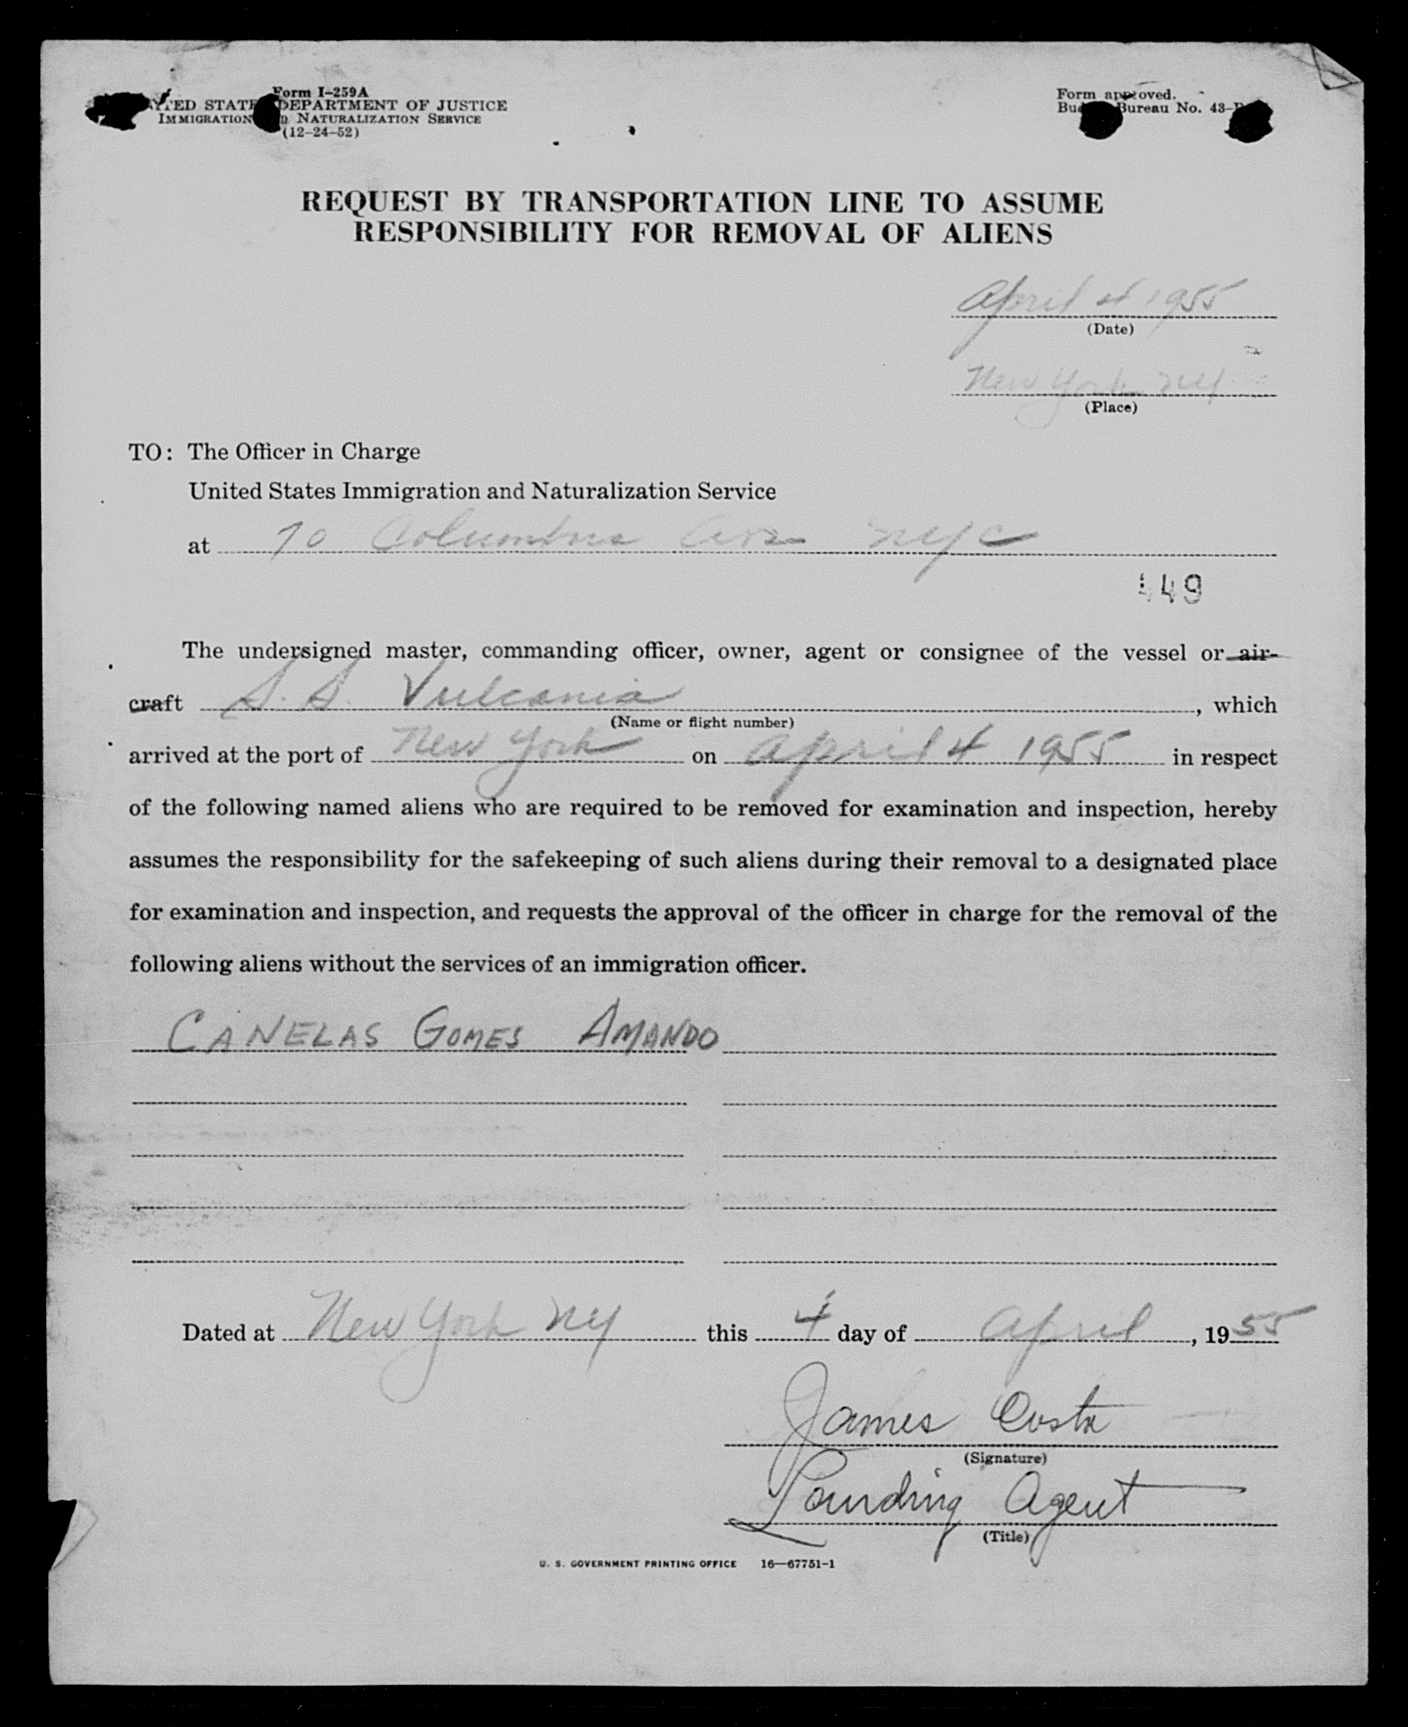 Form I-259A
STATES DEPARTMENT OF JUSTICE
IMMIGRATION NATURALIZATION SERVICE
(12-24-52)
Form approved.
Bureau No. 43-
REQUEST BY TRANSPORTATION LINE TO ASSUME
RESPONSIBILITY FOR REMOVAL OF ALIENS
April 4 1955
(Date)
New York NY
(Place)
TO: The Officer in Charge
United States Immigration and Naturalization Service
at 70 Columbus Ave NYC
449
The undersigned master, commanding officer, owner, agent or consignee of the vessel or air-
craft S. S. Vulcania, which
(Name or flight number)
arrived at the port of New York on April 4 1955 in respect
of the following named aliens who are required to be removed for examination and inspection, hereby
assumes the responsibility for the safekeeping of such aliens during their removal to a designated place
for examination and inspection, and requests the approval of the officer in charge for the removal of the
following aliens without the services of an immigration officer.
CANELAS GOMES AMANDO
Dated at New York NY this 4 day of April, 1955
James Costa
(Signature)
Landing Agent
(Title)
U. S. GOVERNMENT PRINTING OFFICE 16—67751-1